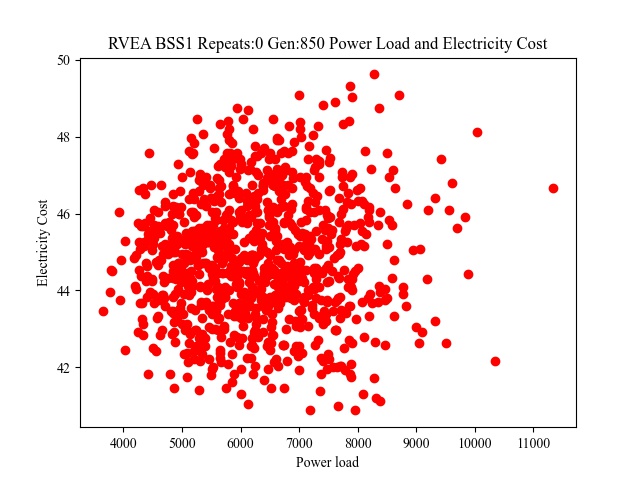 RVEA BSS1 Repeats:0 Gen:850 Power Load and Electricity Cost
50
48
46
44
42
Electricity Cost
4000 5000 6000 7000 8000 9000 10000 11000
Power load